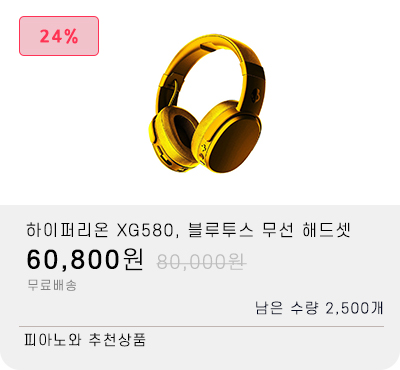 24%
하이퍼리온 XG580, 블루투스 무선 해드셋
60,800원 80,000원
무료배송
남은 수량 2,500개
피아노와 추천상품